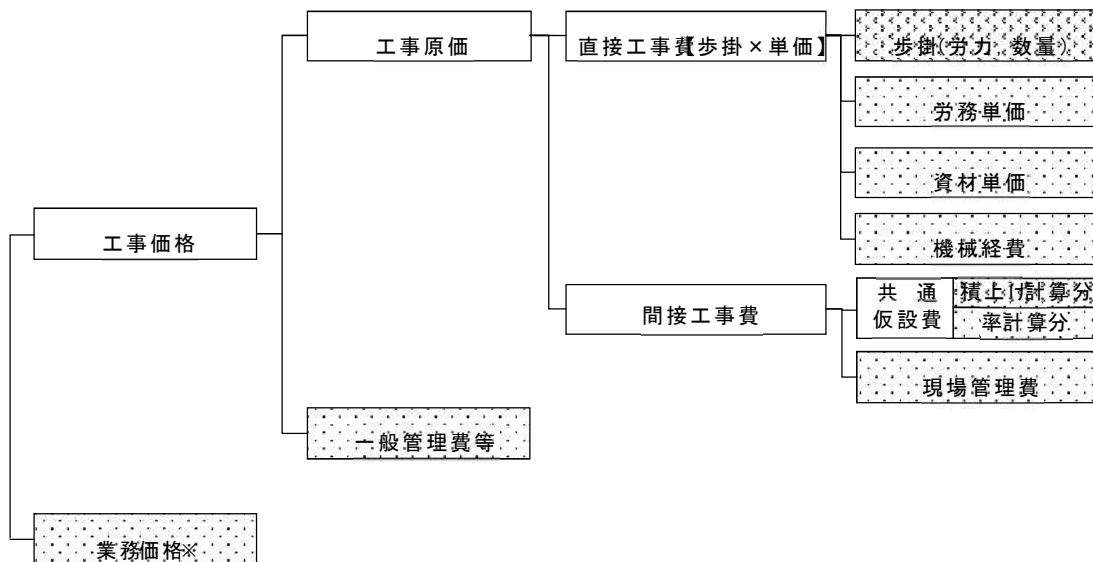 工事原価
直接工事費【歩掛×単価】
歩掛(労力、数量)
労務単価
資材単価
工事価格
機械経費
共通
仮設費
積上げ計算分
率計算分
間接工事費
現場管理費
一般管理費等
業務価格※